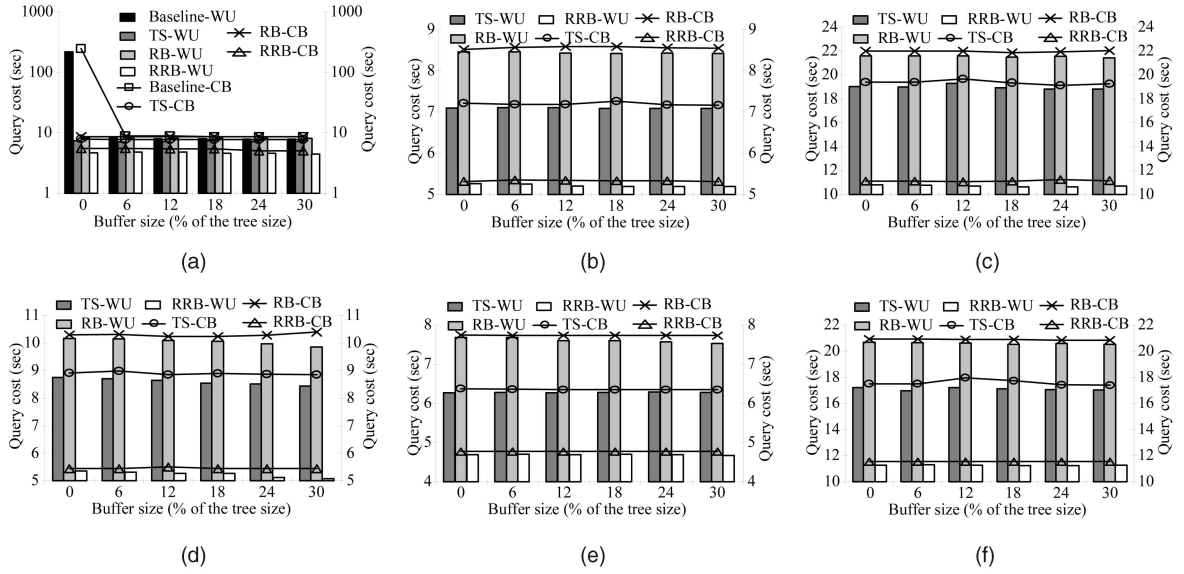 1000 Baseline-WU 1000
TS-WU RB-CB
RB-WU RRB-CB
RRB-WU
Baseline-CB
TS-CB
100 100
10 10
1 1
Query cost (sec)
Query cost (sec)
0 6 12 18 24 30
Buffer size (% of the tree size)
(a)
TS-WU RRB-WU RB-CB
RB-WU TS-CB RRB-CB
9 9
8 8
7 7
6 6
5 5
Query cost (sec)
Query cost (sec)
0 6 12 18 24 30
Buffer size (% of the tree size)
(b)
TS-WU RRB-WU RB-CB
RB-WU TS-CB RRB-CB
24 24
22 22
20 20
18 18
16 16
14 14
12 12
10 10
Query cost (sec)
Query cost (sec)
0 6 12 18 24 30
Buffer size (% of the tree size)
(c)
TS-WU RRB-WU RB-CB
RB-WU TS-CB RRB-CB
11 11
10 10
9 9
8 8
7 7
6 6
5 5
Query cost (sec)
Query cost (sec)
0 6 12 18 24 30
Buffer size (% of the tree size)
(d)
TS-WU RRB-WU RB-CB
RB-WU TS-CB RRB-CB
8 8
7 7
6 6
5 5
4 4
Query cost (sec)
Query cost (sec)
0 6 12 18 24 30
Buffer size (% of the tree size)
(e)
TS-WU RRB-WU RB-CB
RB-WU TS-CB RRB-CB
22 22
20 20
18 18
16 16
14 14
12 12
10 10
Query cost (sec)
Query cost (sec)
0 6 12 18 24 30
Buffer size (% of the tree size)
(f)